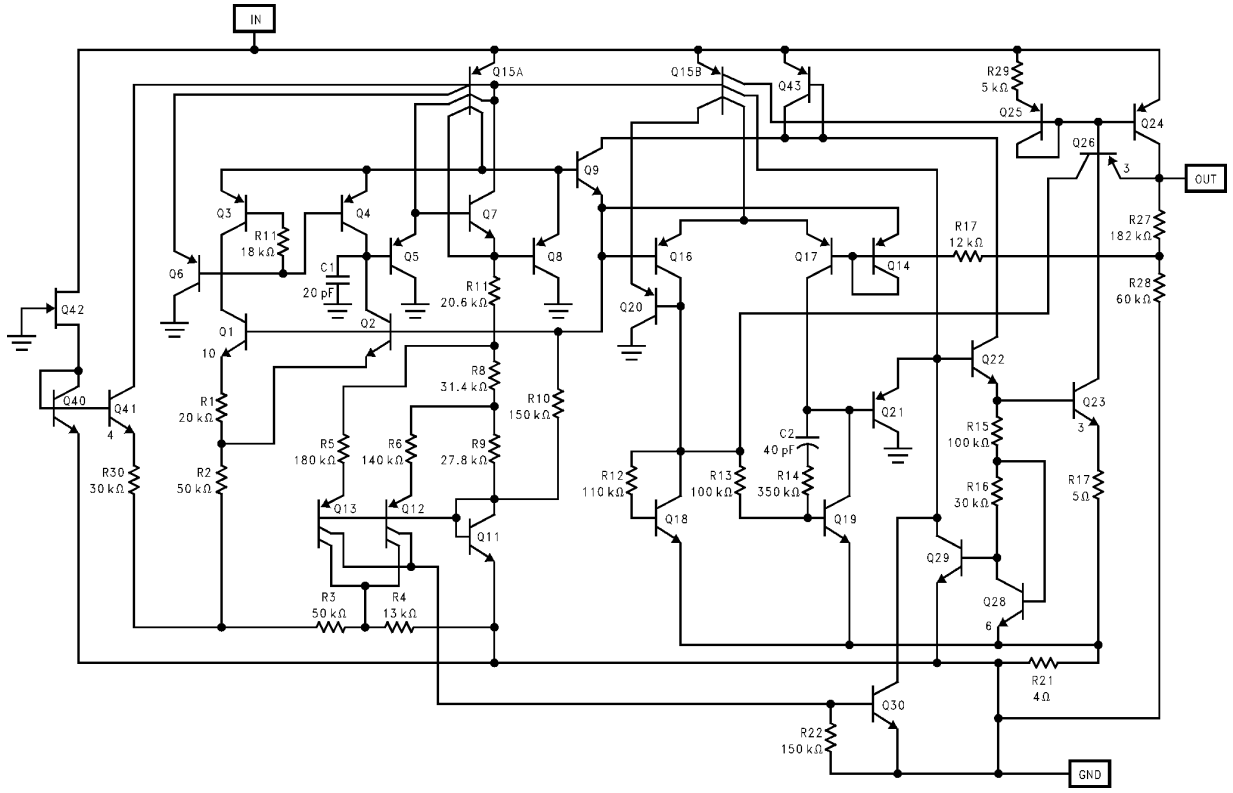 IN
Q15A
Q15B
Q43
R29
5 kΩ
Q25
Q24
Q26
3
OUT
Q9
Q3
Q4
Q7
R11
18 kΩ
Q6
Q5
Q8
C1
20 pF
Q16
Q17
Q14
R17
12 kΩ
R27
182 kΩ
R28
60 kΩ
Q42
Q20
R11
20.6 kΩ
Q1
10
Q2
Q22
R8
31.4 kΩ
Q40
Q41
4
R1
20 kΩ
R10
150 kΩ
Q21
Q23
3
R5
180 kΩ
R6
140 kΩ
R9
27.8 kΩ
C2
40 pF
R15
100 kΩ
R30
30 kΩ
R2
50 kΩ
R12
110 kΩ
R13
100 kΩ
R14
350 kΩ
R16
30 kΩ
R17
5 Ω
Q13
Q12
Q11
Q18
Q19
Q29
Q28
6
R3
50 kΩ
R4
13 kΩ
R21
4 Ω
Q30
R22
150 kΩ
GND